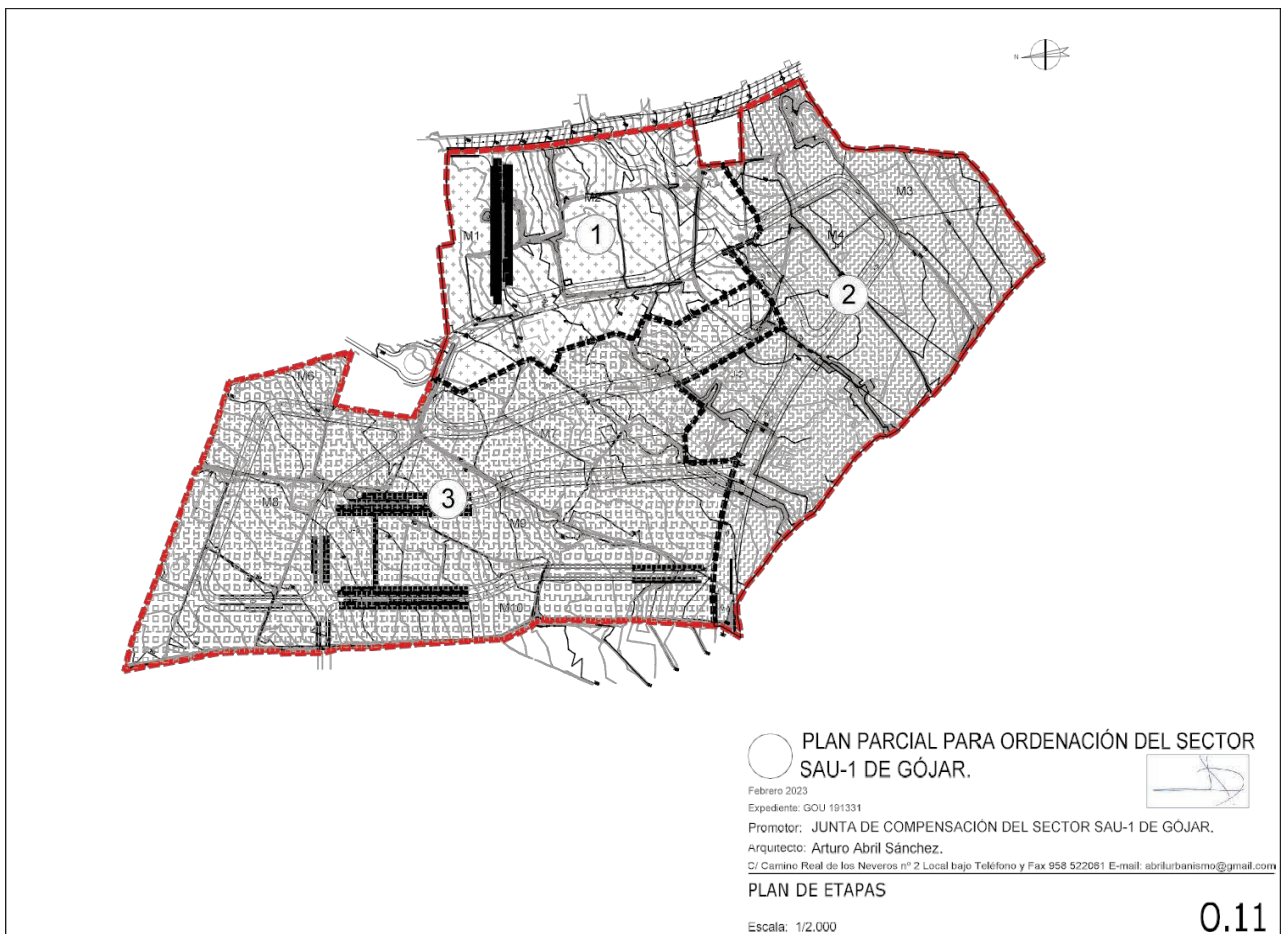 N
M2
M1
1
M3
M4
2
M6
M7
M8
3
M9
M10
PLAN PARCIAL PARA ORDENACIÓN DEL SECTOR
SAU-1 DE GÓJAR.
Febrero 2023
Expediente: GOU 191331
Promotor: JUNTA DE COMPENSACIÓN DEL SECTOR SAU-1 DE GÓJAR.
Arquitecto: Arturo Abril Sánchez.
C/ Camino Real de los Neveros nº 2 Local bajo Teléfono y Fax 958 522081 E-mail: abrilurbanismo@gmail.com
PLAN DE ETAPAS
Escala: 1/2.000
0.11